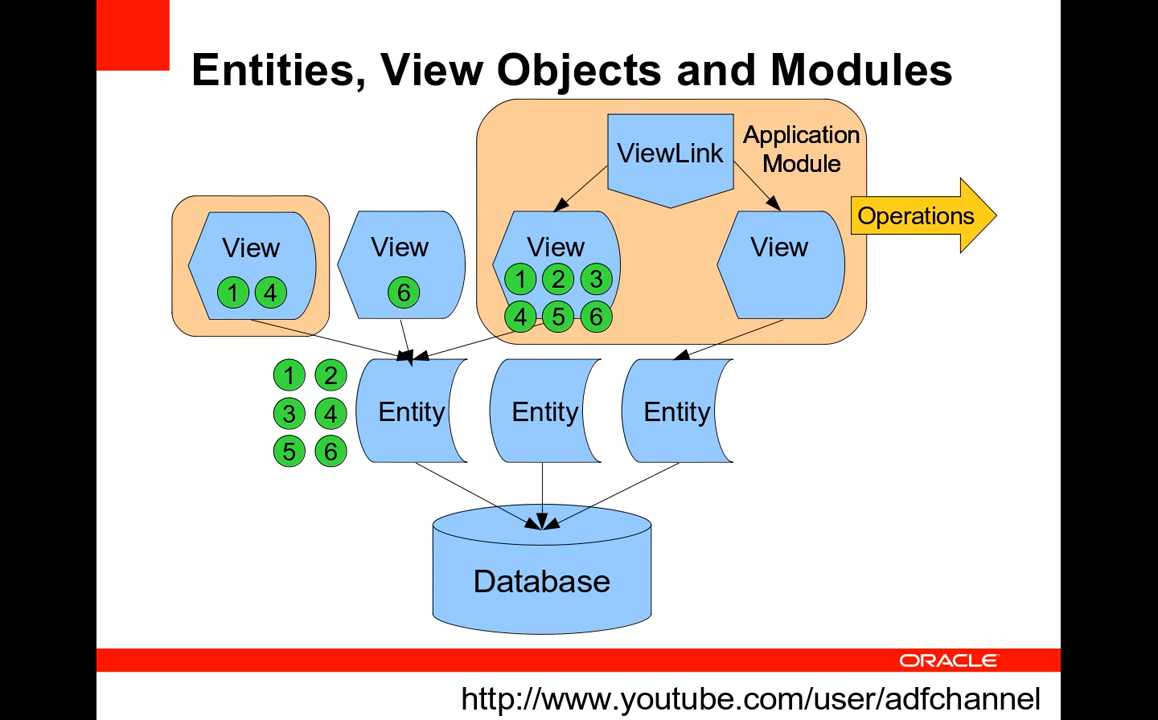 Entities, View Objects and Modules
ViewLink
Application
Module
Operations
View
1 4
View
6
View
1 2 3
4 5 6
View
1 2
3 4
5 6
Entity
Entity
Entity
Database
ORACLE
http://www.youtube.com/user/adfchannel